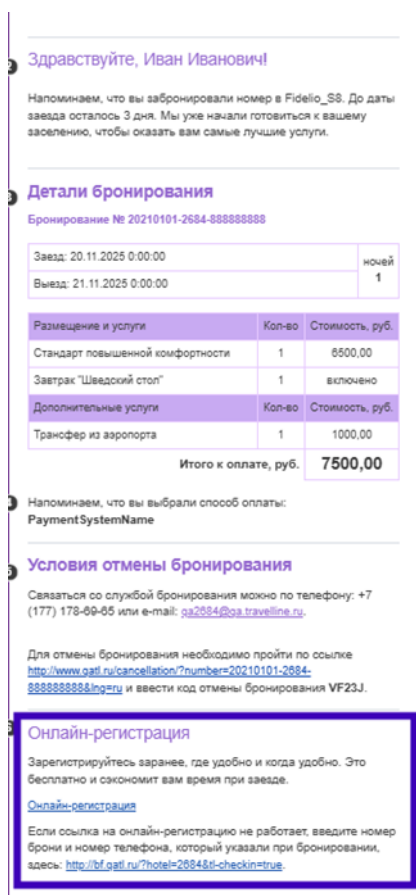 Здравствуйте, Иван Иванович!
Напоминаем, что вы забронировали номер в Fidelio_S8. До даты
заезда осталось 3 дня. Мы уже начали готовиться к вашему
заселению, чтобы оказать вам самые лучшие услуги.
Детали бронирования
Бронирование № 20210101-2684-888888888
Заезд: 20.11.2025 0:00:00
ночей
1
Выезд: 21.11.2025 0:00:00
Размещение и услуги Кол-во Стоимость, руб.
Стандарт повышенной комфортности 1 6500,00
Завтрак "Шведский стол" 1 включено
Дополнительные услуги Кол-во Стоимость, руб.
Трансфер из аэропорта 1 1000,00
Итого к оплате, руб. 7500,00
Напоминаем, что вы выбрали способ оплаты:
PaymentSystemName
5
Условия отмены бронирования
Связаться со службой бронирования можно по телефону: +7
(177) 178-69-65 или e-mail: qa2684@qa.travelline.ru.
Для отмены бронирования необходимо пройти по ссылке
http://www.qatl.ru/cancellation/?number=20210101-2684-
888888888&lng=ru и ввести код отмены бронирования VF23J.
Онлайн-регистрация
Зарегистрируйтесь заранее, где удобно и когда удобно. Это
бесплатно и сэкономит вам время при заезде.
Онлайн-регистрация
Если ссылка на онлайн-регистрацию не работает, введите номер
брони и номер телефона, который указали при бронировании,
здесь: http://bf.qatl.ru/?hotel=2684&tl-checkin=true.